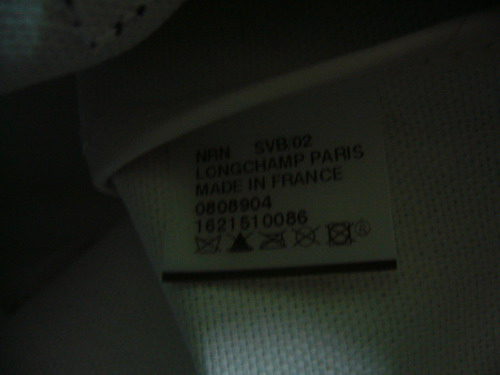 NRN SVB/02
LONGCHAMP PARIS
MADE IN FRANCE
0808904
1621510086
®